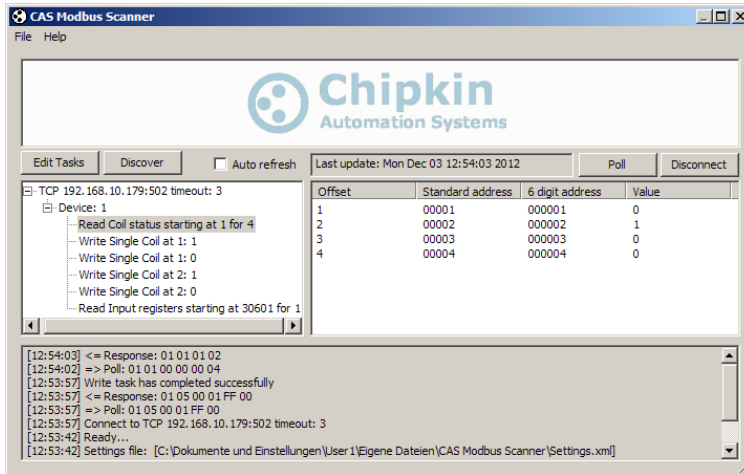 CAS Modbus Scanner
File Help
Chipkin
Automation Systems
Edit Tasks Discover Auto refresh Last update: Mon Dec 03 12:54:03 2012 Poll Disconnect
TCP 192.168.10.179:502 timeout: 3
Device: 1
Read Coil status starting at 1 for 4
Write Single Coil at 1: 1
Write Single Coil at 1: 0
Write Single Coil at 2: 1
Write Single Coil at 2: 0
Read Input registers starting at 30601 for 1
Offset Standard address 6 digit address Value
1 00001 000001 0
2 00002 000002 1
3 00003 000003 0
4 00004 000004 0
[12:54:03] <= Response: 01 01 01 02
[12:54:02] => Poll: 01 01 00 00 00 04
[12:53:57] Write task has completed successfully
[12:53:57] <= Response: 01 05 00 01 FF 00
[12:53:57] => Poll: 01 05 00 01 FF 00
[12:53:57] Connect to TCP 192.168.10.179:502 timeout: 3
[12:53:42] Ready...
[12:53:42] Settings file: [C:\Dokumente und Einstellungen\User1\Eigene Dateien\CAS Modbus Scanner\Settings.xml]